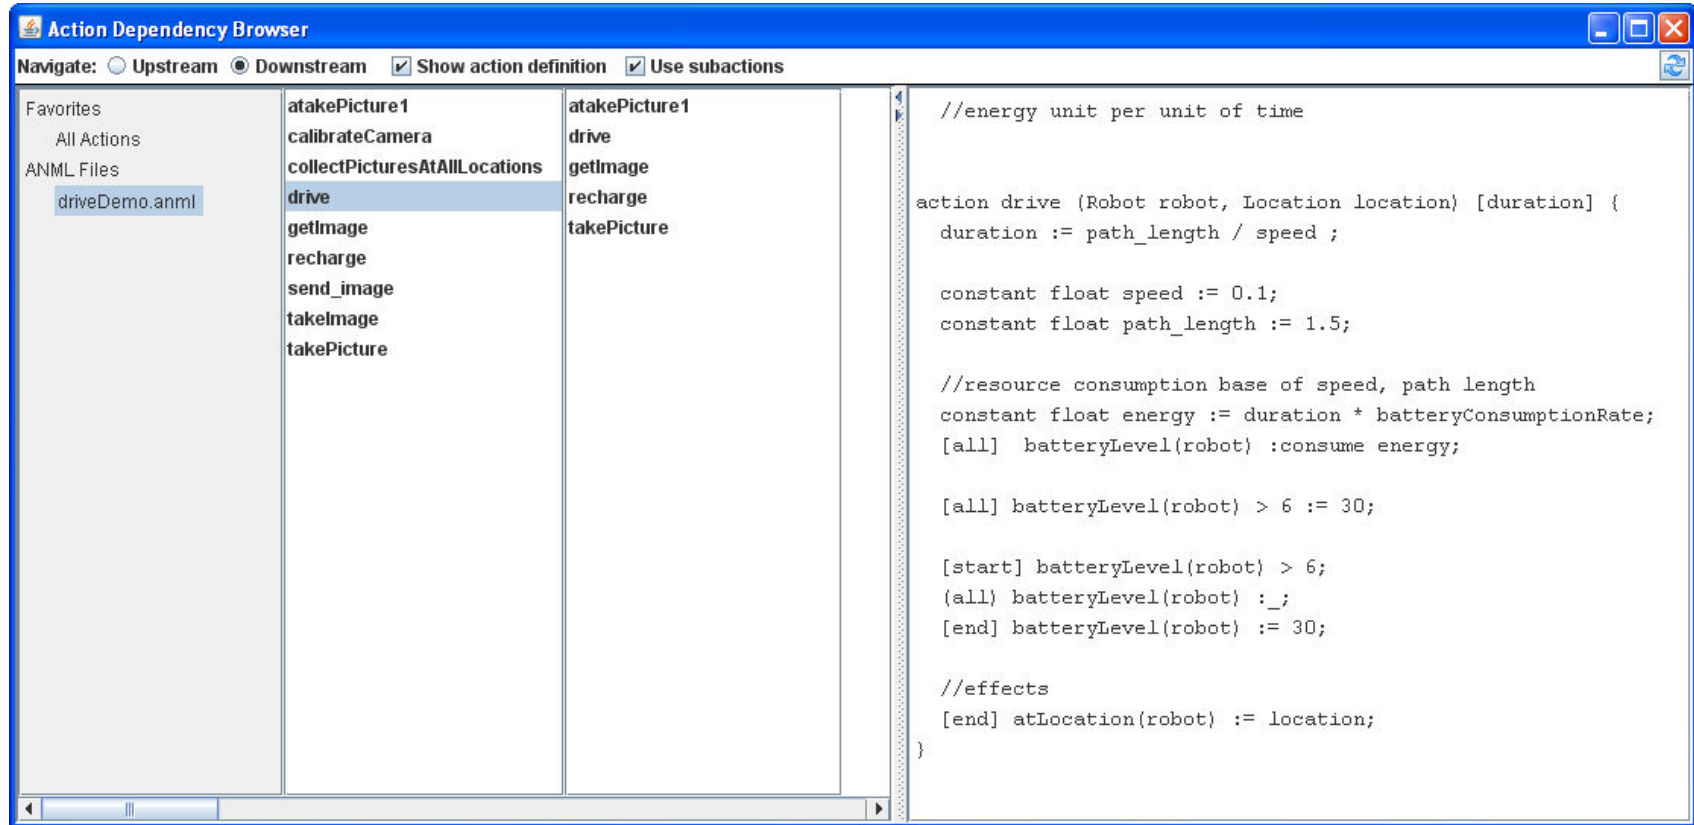 Action Dependency Browser
Navigate: Upstream Downstream Show action definition Use subactions
Favorites
All Actions
ANML Files
driveDemo.anml
atakePicture1
calibrateCamera
collectPicturesAtAllLocations
drive
getImage
recharge
send_image
takeImage
takePicture
atakePicture1
drive
getImage
recharge
takePicture
//energy unit per unit of time
action drive (Robot robot, Location location) [duration] {
duration := path_length / speed ;
constant float speed := 0.1;
constant float path_length := 1.5;
//resource consumption base of speed, path length
constant float energy := duration * batteryConsumptionRate;
[all]  batteryLevel(robot) :consume energy;
[all] batteryLevel(robot) > 6 := 30;
[start] batteryLevel(robot) > 6;
(all) batteryLevel(robot) :_;
[end] batteryLevel(robot) := 30;
//effects
[end] atLocation(robot) := location;
}